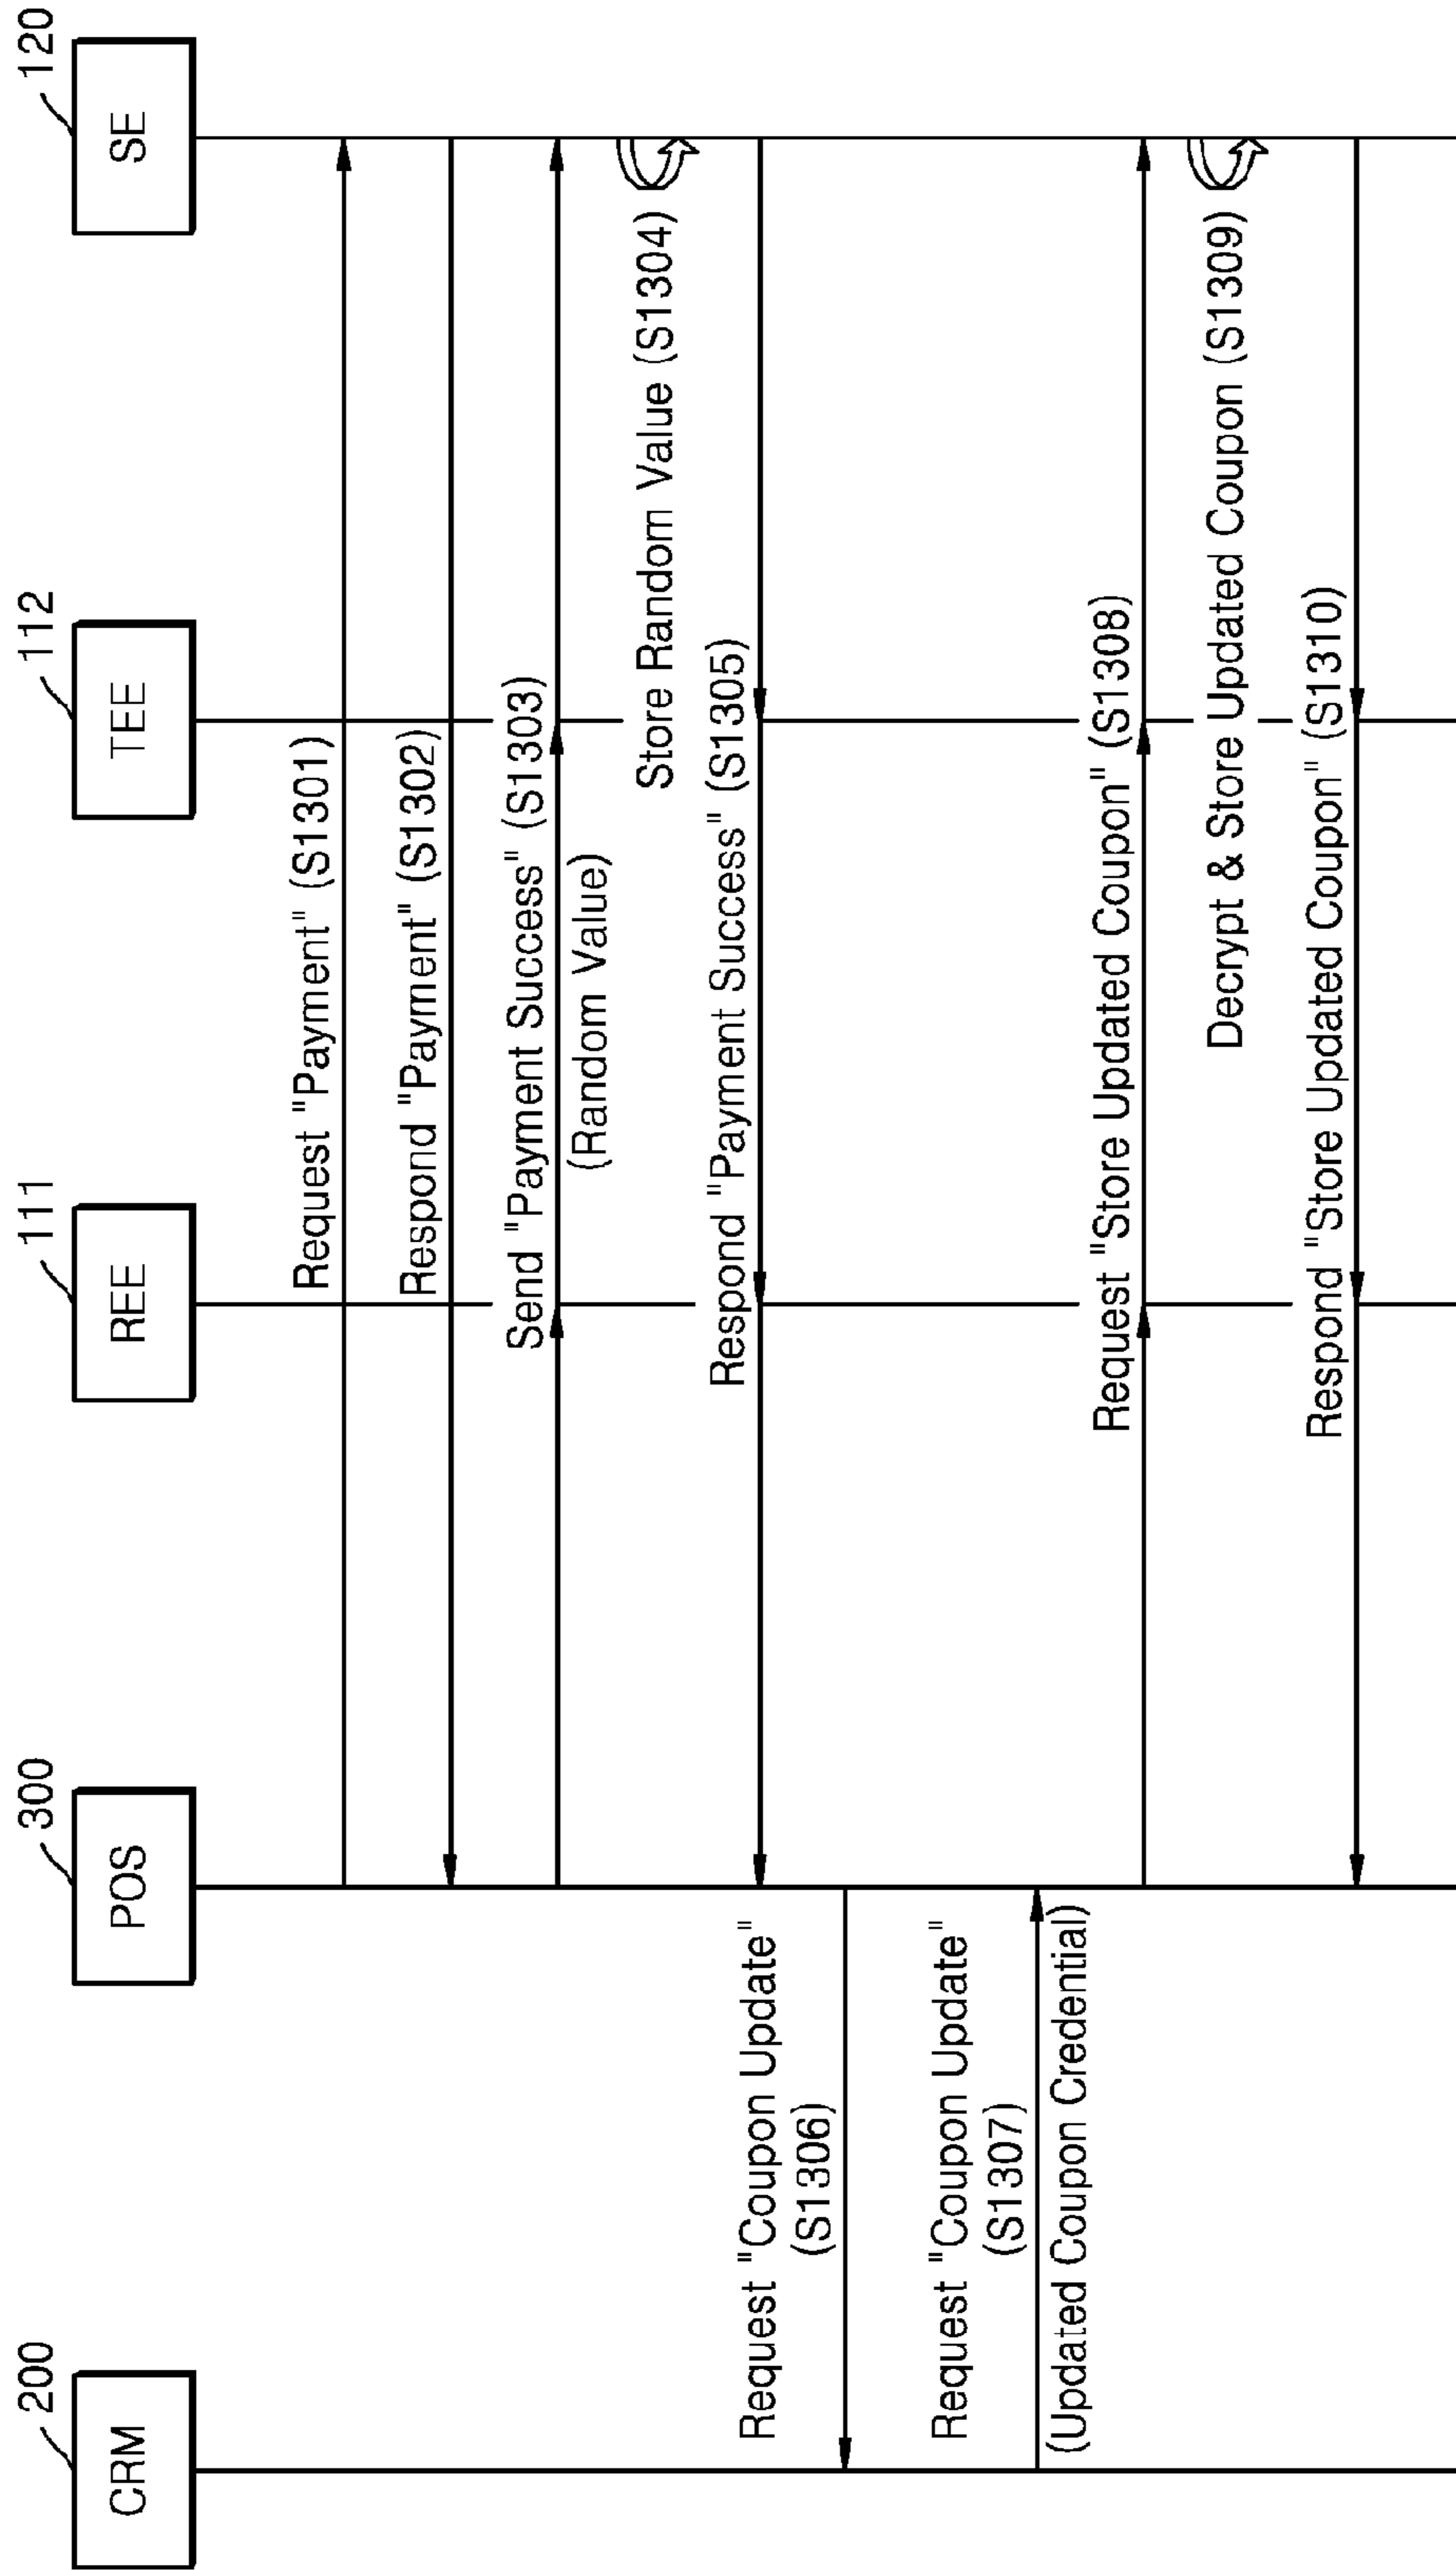 200
300
111
112
120
CRM
POS
REE
TEE
SE
Request "Payment" (S1301)
Respond "Payment" (S1302)
Send "Payment Success" (S1303)
(Random Value)
Store Random Value (S1304)
Respond "Payment Success" (S1305)
Request "Coupon Update"
(S1306)
Request "Coupon Update"
(S1307)
(Updated Coupon Credential)
Request "Store Updated Coupon" (S1308)
Decrypt & Store Updated Coupon (S1309)
Respond "Store Updated Coupon" (S1310)